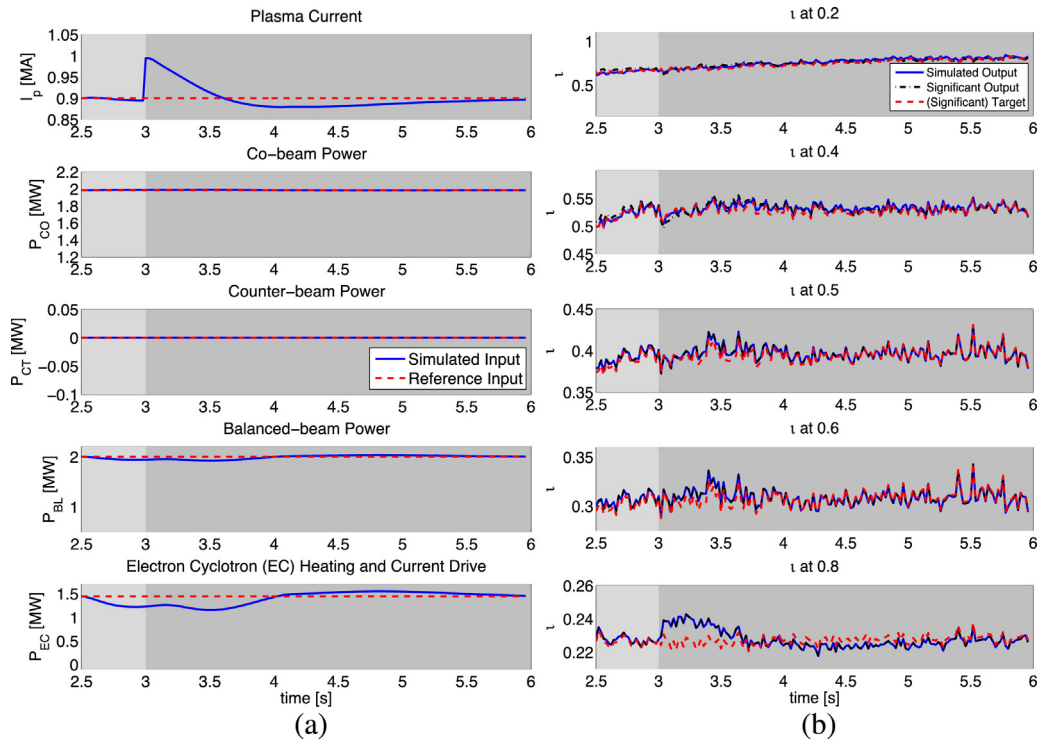 Plasma Current
I_p [MA]
1.05
1
0.95
0.9
0.85
2.5 3 3.5 4 4.5 5 5.5 6
Co−beam Power
P_CO [MW]
2.2
2
1.8
1.6
1.4
1.2
2.5 3 3.5 4 4.5 5 5.5 6
Counter−beam Power
P_CT [MW]
0.05
0
−0.05
−0.1
Simulated Input
Reference Input
2.5 3 3.5 4 4.5 5 5.5 6
Balanced−beam Power
P_BL [MW]
2
1
2.5 3 3.5 4 4.5 5 5.5 6
Electron Cyclotron (EC) Heating and Current Drive
P_EC [MW]
1.5
1
0.5
0
2.5 3 3.5 4 4.5 5 5.5 6
time [s]
(a)
ι at 0.2
ι
1
0.5
Simulated Output
Significant Output
(Significant) Target
2.5 3 3.5 4 4.5 5 5.5 6
ι at 0.4
ι
0.55
0.5
0.45
2.5 3 3.5 4 4.5 5 5.5 6
ι at 0.5
ι
0.45
0.4
0.35
2.5 3 3.5 4 4.5 5 5.5 6
ι at 0.6
ι
0.35
0.3
2.5 3 3.5 4 4.5 5 5.5 6
ι at 0.8
ι
0.26
0.24
0.22
2.5 3 3.5 4 4.5 5 5.5 6
time [s]
(b)